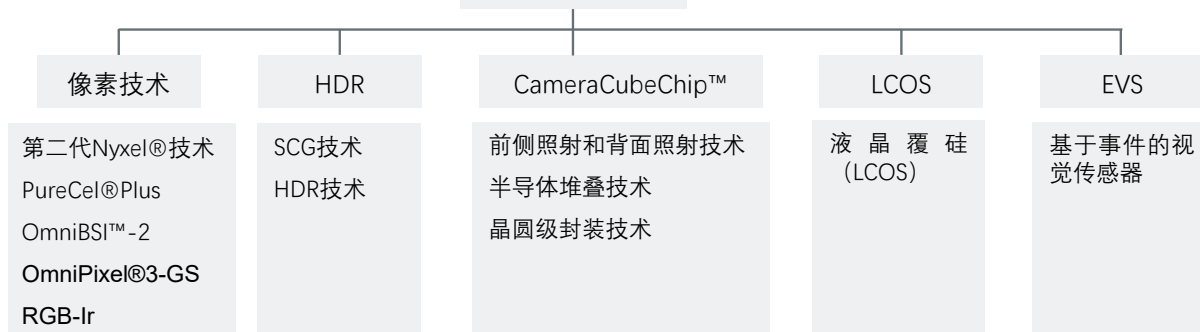 像素技术
HDR
CameraCubeChip™
LCOS
EVS
第二代Nyxel®技术
PureCel®Plus
OmniBSI™-2
OmniPixel®3-GS
RGB-Ir
SCG技术
HDR技术
前侧照射和背面照射技术
半导体堆叠技术
晶圆级封装技术
液晶覆硅
（LCOS）
基于事件的视
觉传感器